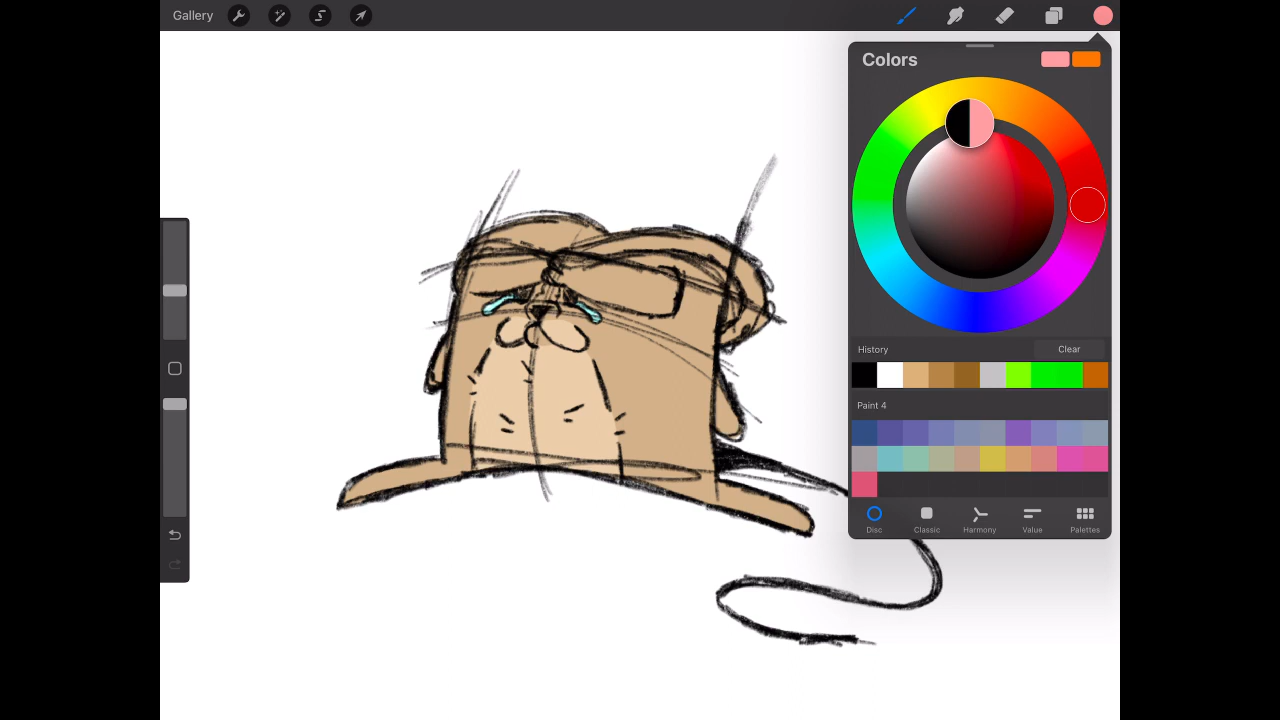 Gallery
Colors
History Clear
Paint 4
Disc Classic Harmony Value Palettes